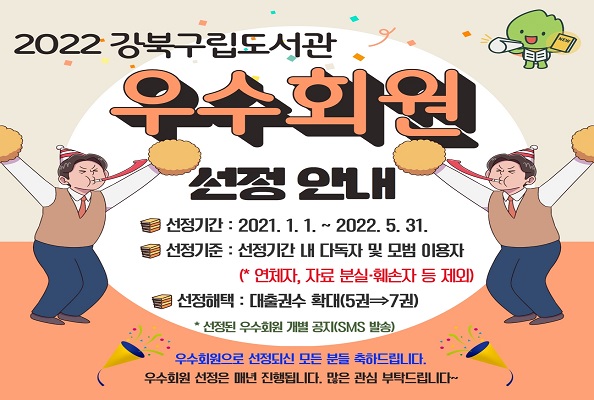 2022 강북구립도서관
NEW
우수회원
선정 안내
선정기간 : 2021. 1. 1. ~ 2022. 5. 31.
선정기준 : 선정기간 내 다독자 및 모범 이용자
(* 연체자, 자료 분실·훼손자 등 제외)
선정혜택 : 대출권수 확대(5권⇒7권)
* 선정된 우수회원 개별 공지(SMS 발송)
우수회원으로 선정되신 모든 분들 축하드립니다.
우수회원 선정은 매년 진행됩니다. 많은 관심 부탁드립니다~